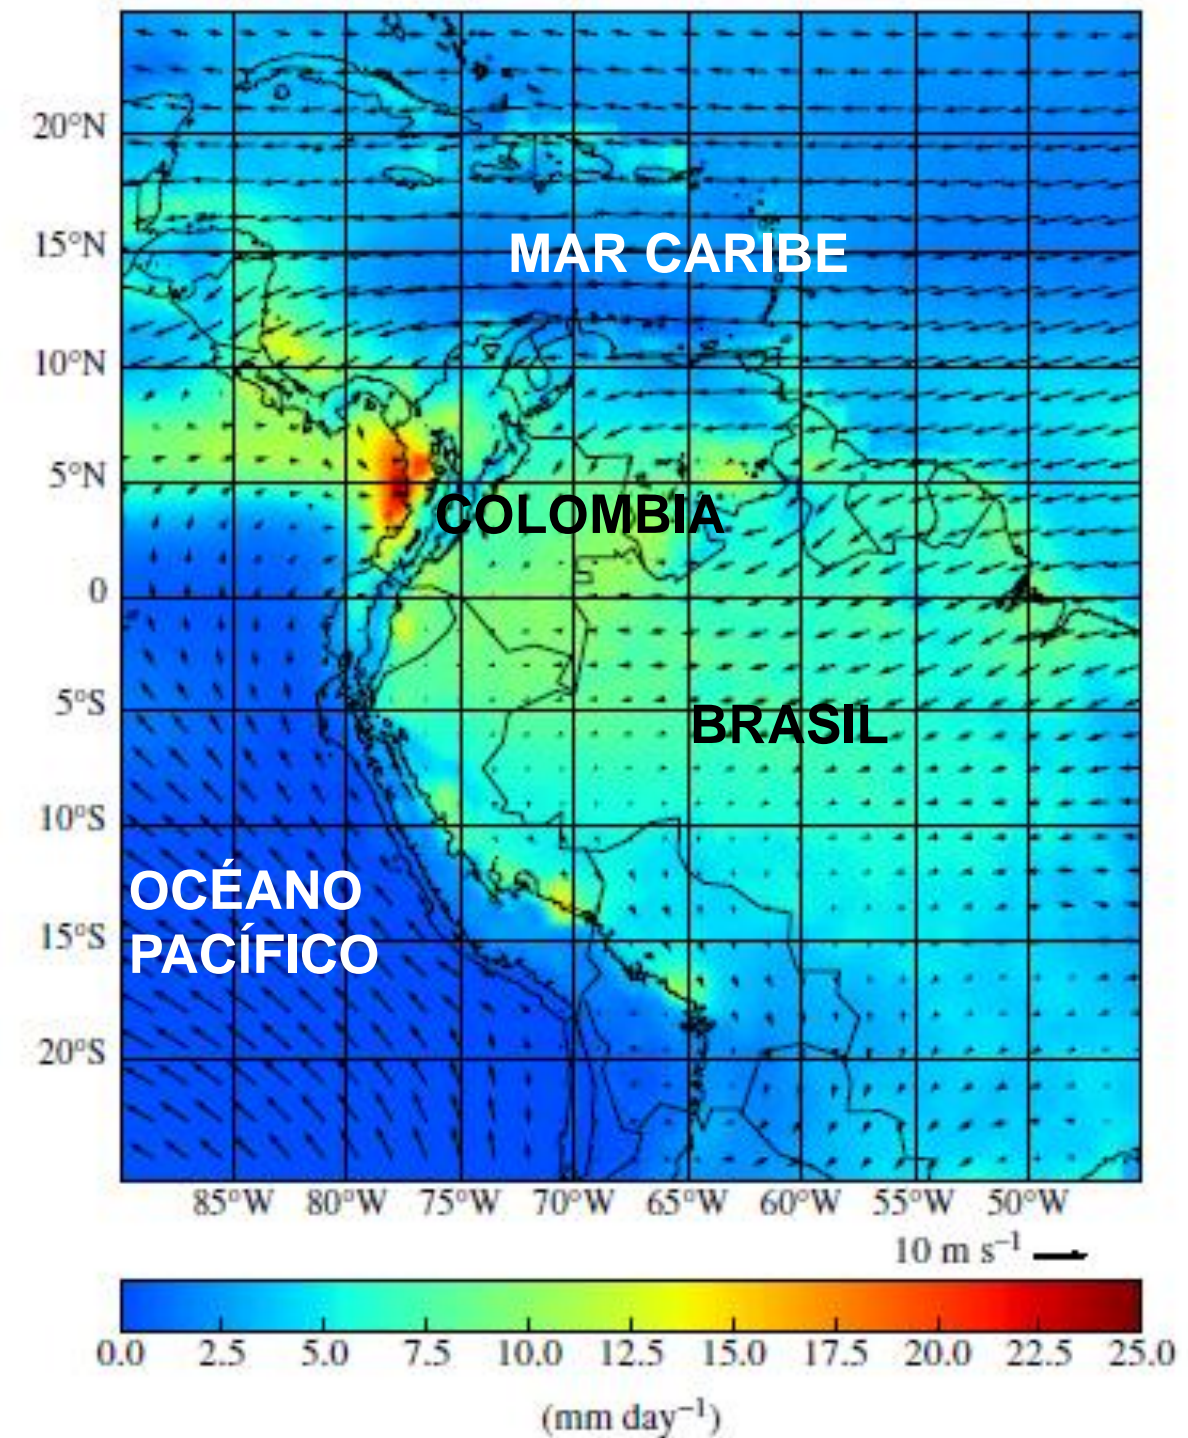 20°N
15°N
10°N
5°N
0
5°S
10°S
15°S
20°S
MAR CARIBE
COLOMBIA
BRASIL
OCÉANO
PACÍFICO
85°W 80°W 75°W 70°W 65°W 60°W 55°W 50°W
10 m s⁻¹
0.0 2.5 5.0 7.5 10.0 12.5 15.0 17.5 20.0 22.5 25.0
(mm day⁻¹)